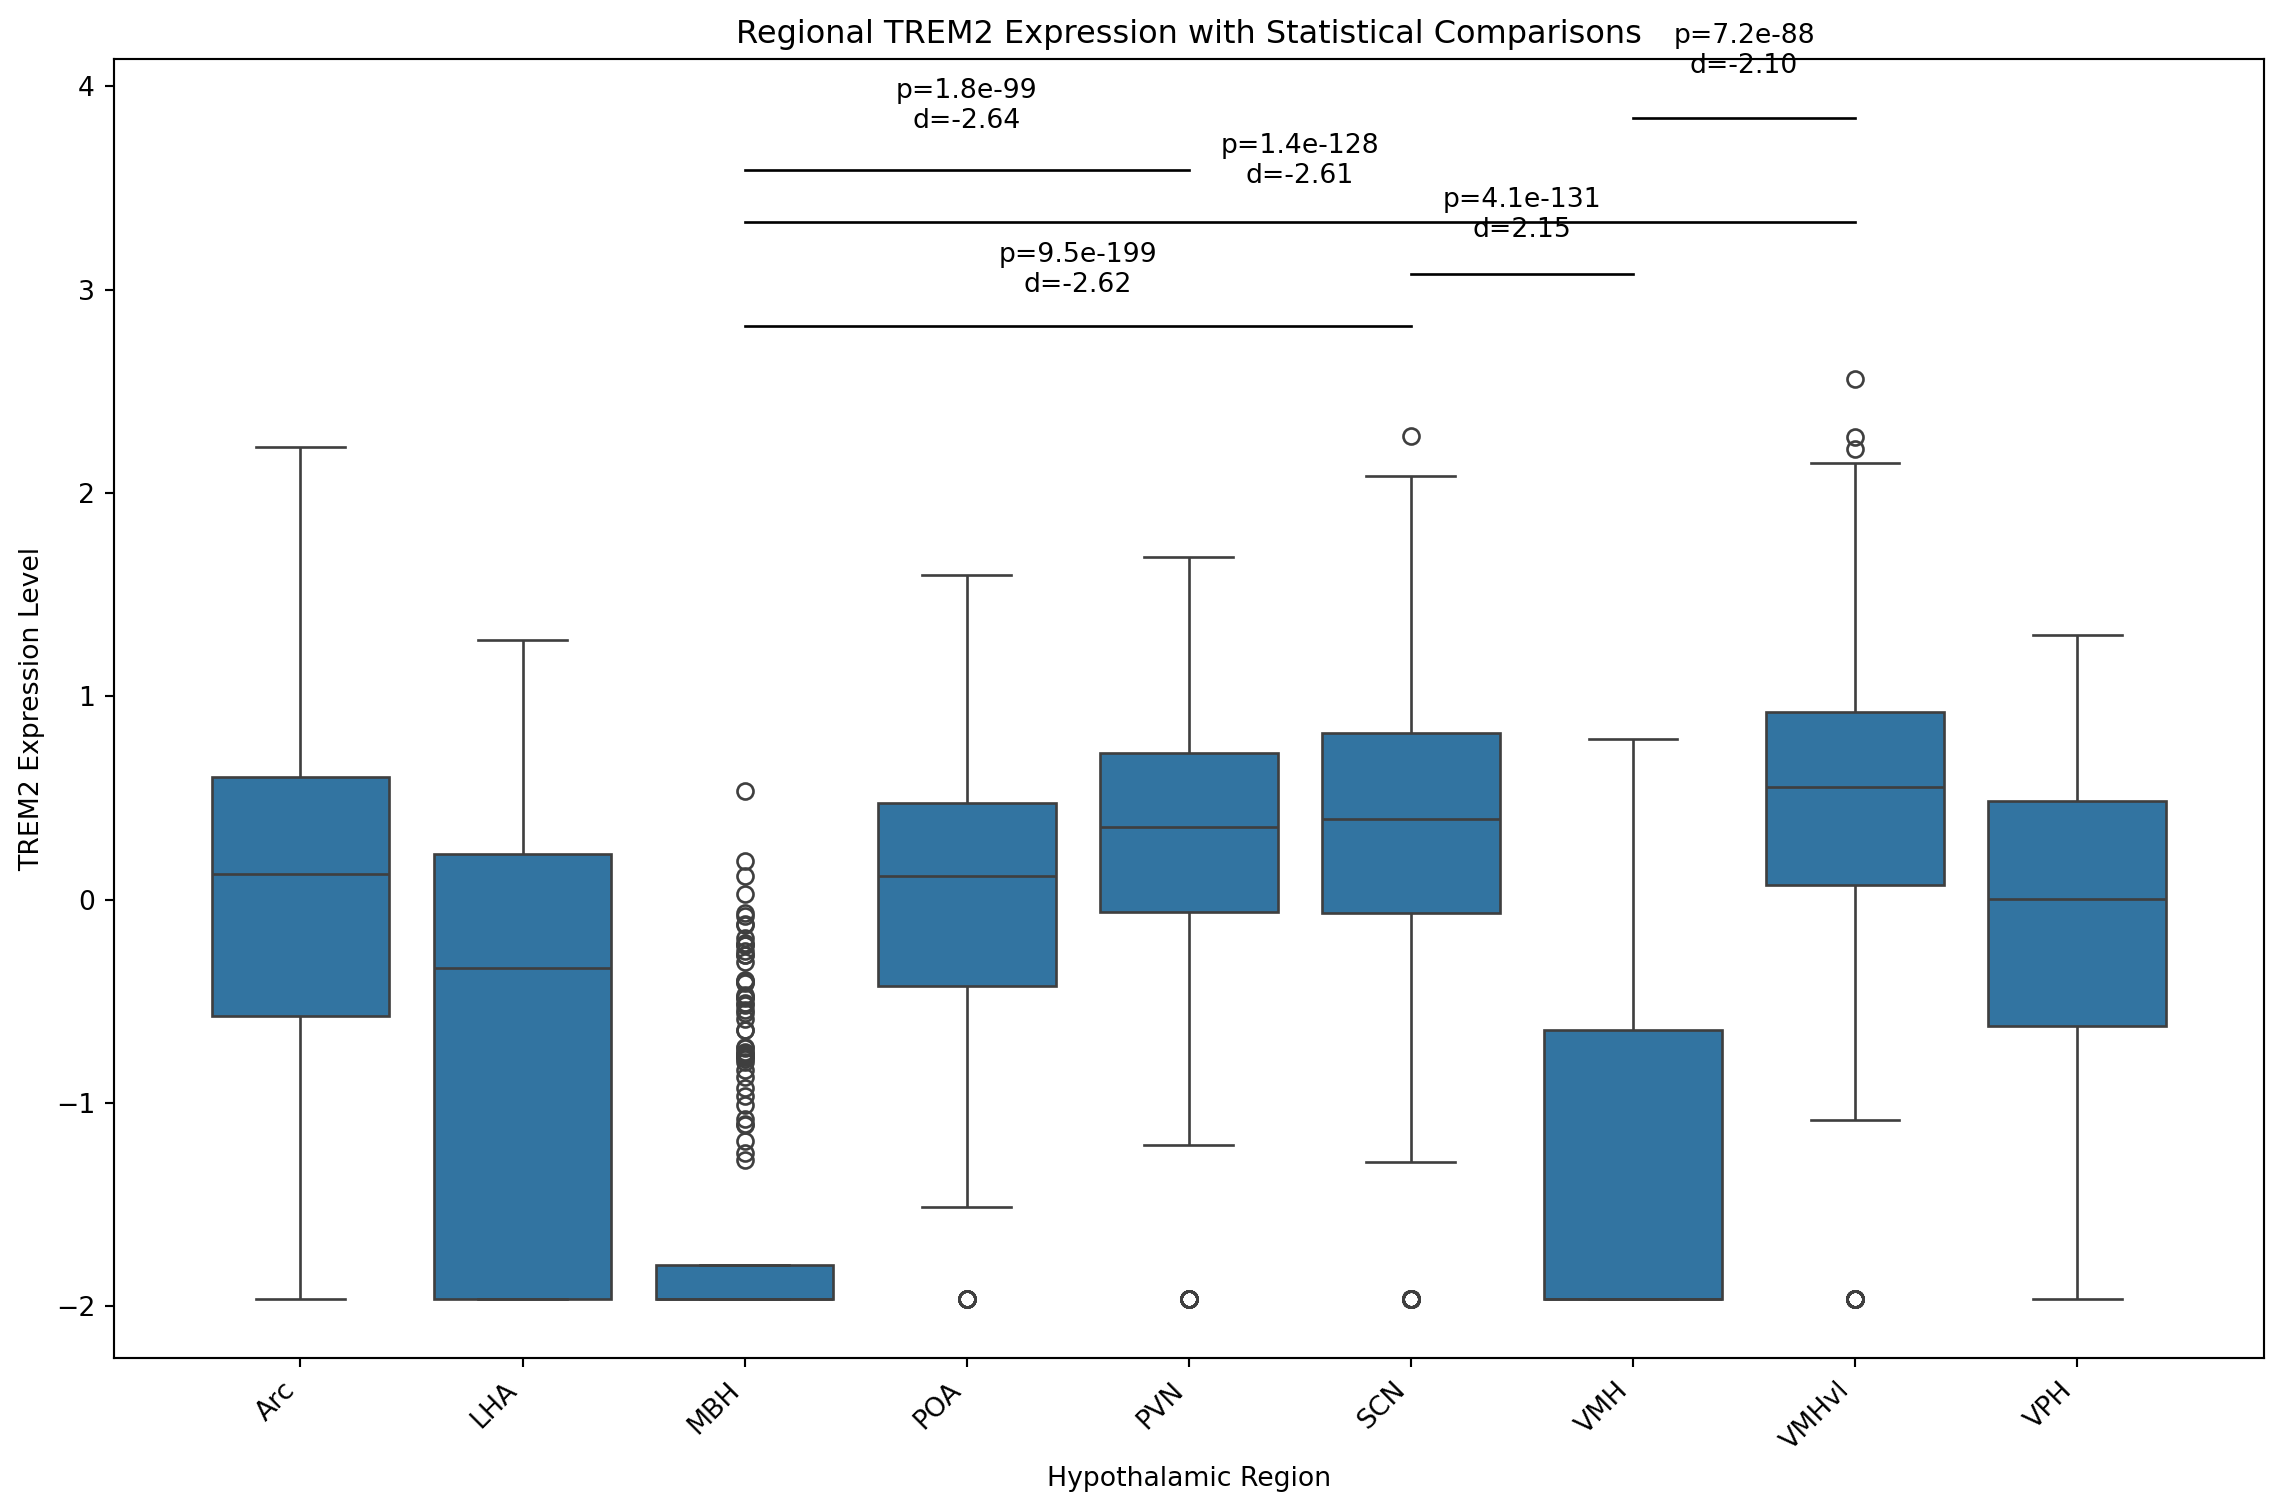 Regional TREM2 Expression with Statistical Comparisons
p=7.2e-88
d=-2.10
p=1.8e-99
d=-2.64
p=1.4e-128
d=-2.61
p=4.1e-131
d=2.15
p=9.5e-199
d=-2.62
TREM2 Expression Level
4
3
2
1
0
−1
−2
Arc
LHA
MBH
POA
PVN
SCN
VMH
VMHvl
VPH
Hypothalamic Region